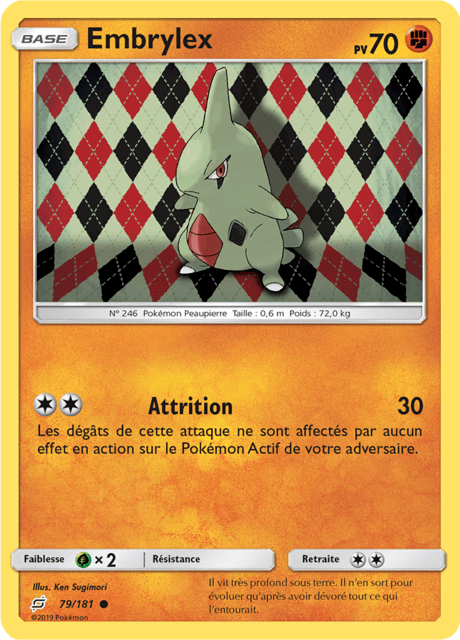 BASE Embrylex PV70
N° 246 Pokémon Paupierre Taille : 0,6 m Poids : 72,0 kg
Attrition 30
Les dégâts de cette attaque ne sont affectés par aucun
effet en action sur le Pokémon Actif de votre adversaire.
Faiblesse ×2 Résistance Retraite
Illus. Ken Sugimori
79/181
©2019 Pokémon
Il vit très profond sous terre. Il n'en sort pour
évoluer qu'après avoir dévoré tout ce qui
l'entourait.